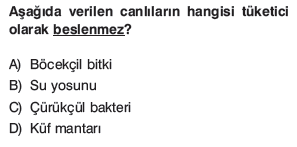 Aşağıda verilen canlıların hangisi tüketici
olarak beslenmez?
A) Böcekçil bitki
B) Su yosunu
C) Çürükçül bakteri
D) Küf mantarı